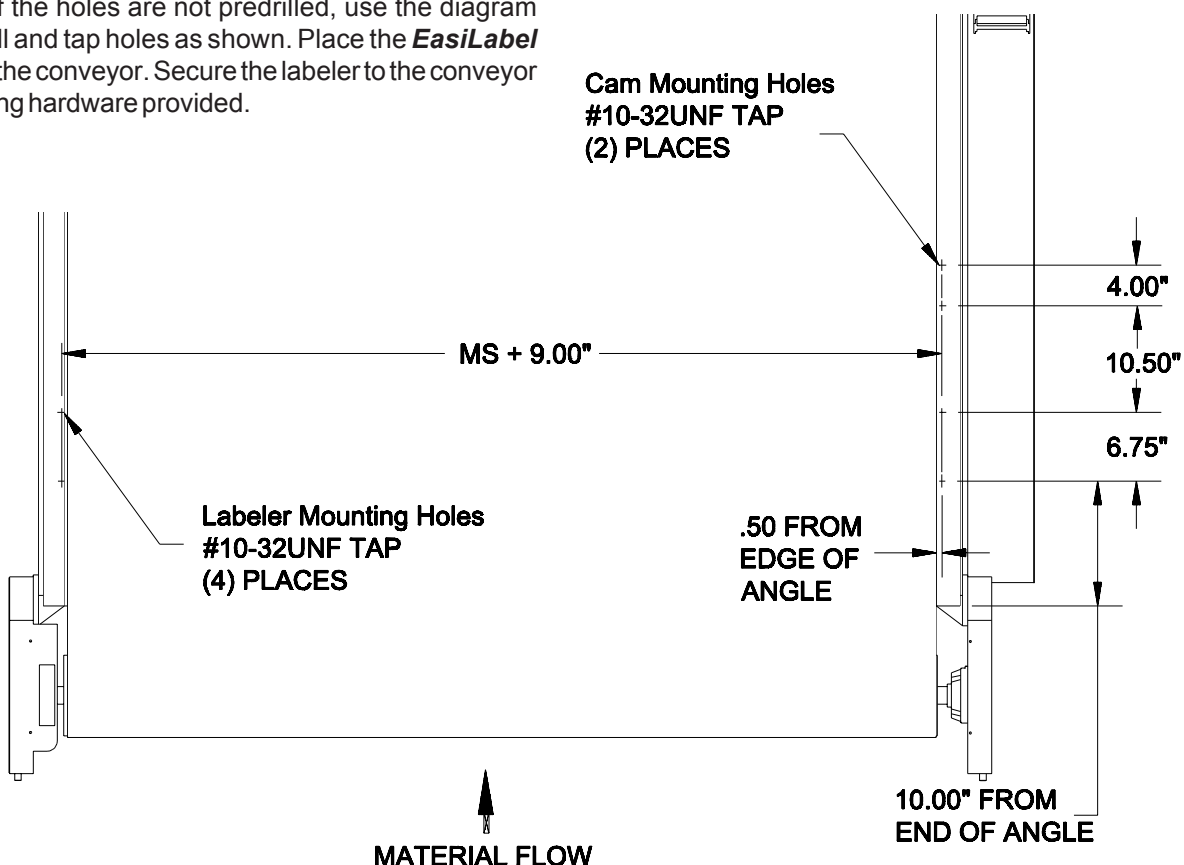 f the holes are not predrilled, use the diagram
ll and tap holes as shown. Place the EasiLabel
the conveyor. Secure the labeler to the conveyor
ng hardware provided.
Cam Mounting Holes
#10-32UNF TAP
(2) PLACES
4.00"
MS + 9.00"
10.50"
6.75"
Labeler Mounting Holes
#10-32UNF TAP
(4) PLACES
.50 FROM
EDGE OF
ANGLE
10.00" FROM
END OF ANGLE
MATERIAL FLOW